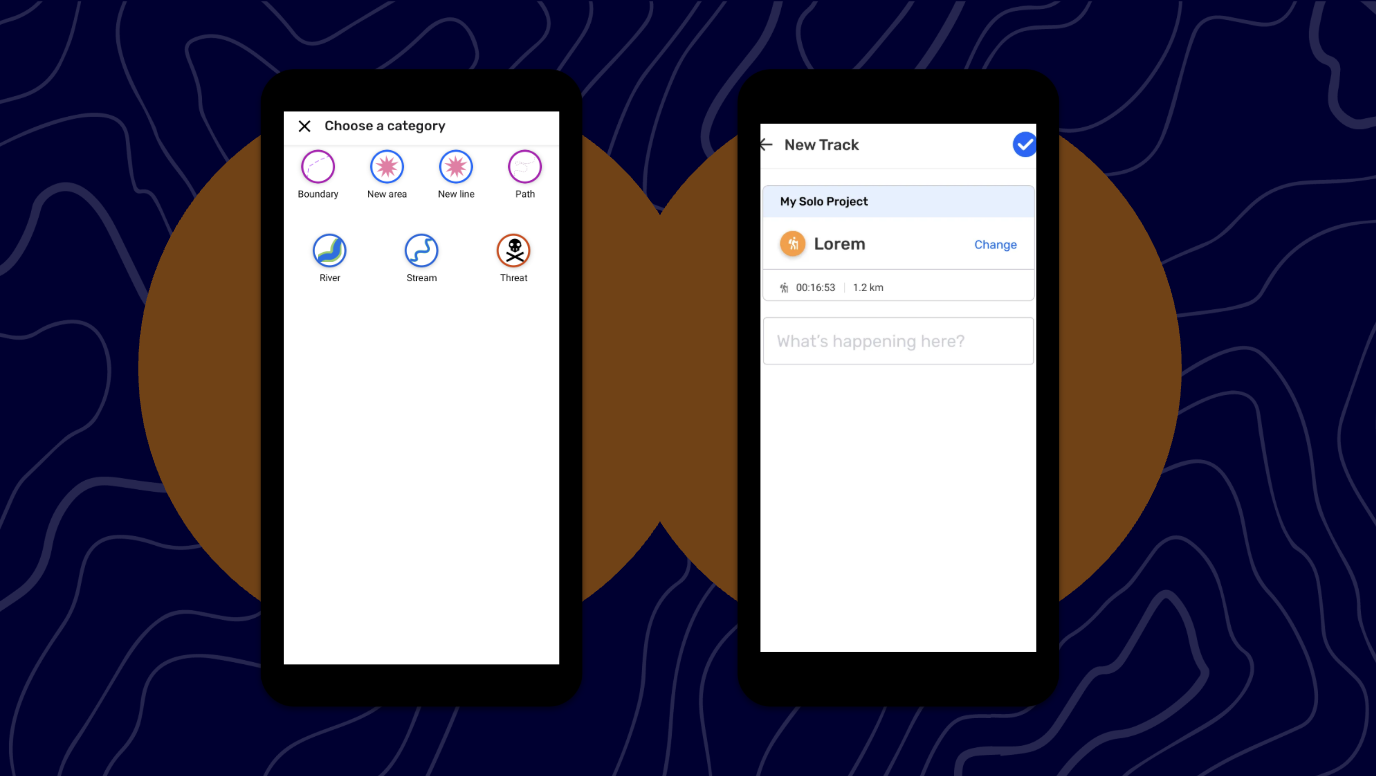 Choose a category
Boundary New area New line Path
River Stream Threat
New Track
My Solo Project
Lorem Change
00:16:53 1.2 km
What's happening here?